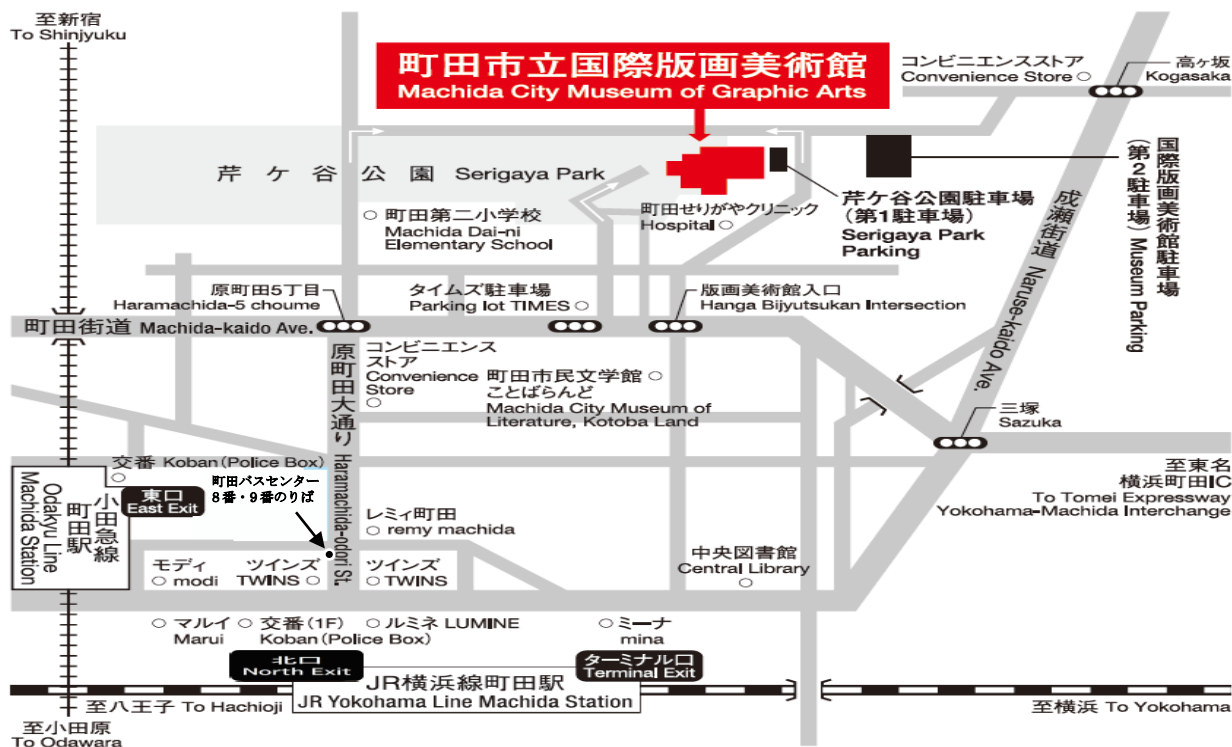 至新宿
To Shinjyuku
町田市立国際版画美術館
Machida City Museum of Graphic Arts
コンビニエンスストア
Convenience Store
高ヶ坂
Kogasaka
芹ケ谷公園 Serigaya Park
町田第二小学校
Machida Dai-ni
Elementary School
町田せりがやクリニック
Hospital
芹ケ谷公園駐車場
(第1駐車場)
Serigaya Park
Parking
国際版画美術館駐車場
(第2駐車場) Museum Parking
成瀬街道 Naruse-kaido Ave.
原町田5丁目
Haramachida-5 choume
タイムズ駐車場
Parking lot TIMES
版画美術館入口
Hanga Bijyutsukan Intersection
町田街道 Machida-kaido Ave.
原町田大通り Haramachida-odori St.
コンビニエンス
ストア
Convenience
Store
町田市民文学館
ことばらんど
Machida City Museum of
Literature, Kotoba Land
三塚
Sazuka
交番 Koban (Police Box)
東口
East Exit
小田急線
町田駅
Odakyu Line
Machida Station
町田バスセンター
8番・9番のりば
レミィ町田
remy machida
至東名
横浜町田IC
To Tomei Expressway
Yokohama-Machida Interchange
モディ
modi
ツインズ
TWINS
ツインズ
TWINS
中央図書館
Central Library
マルイ
Marui
交番(1F)
Koban (Police Box)
ルミネ LUMINE
ミーナ
mina
北口
North Exit
ターミナル口
Terminal Exit
JR横浜線町田駅
JR Yokohama Line Machida Station
至八王子 To Hachioji
至横浜 To Yokohama
至小田原
To Odawara